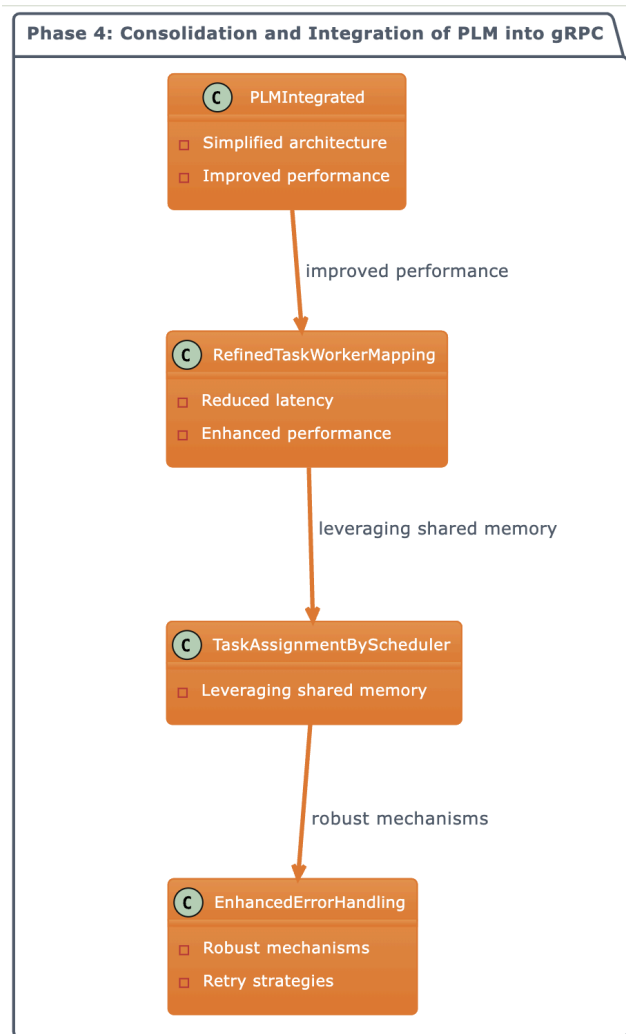 Phase 4: Consolidation and Integration of PLM into gRPC
C PLMIntegrated
Simplified architecture
Improved performance
improved performance
C RefinedTaskWorkerMapping
Reduced latency
Enhanced performance
leveraging shared memory
C TaskAssignmentByScheduler
Leveraging shared memory
robust mechanisms
C EnhancedErrorHandling
Robust mechanisms
Retry strategies